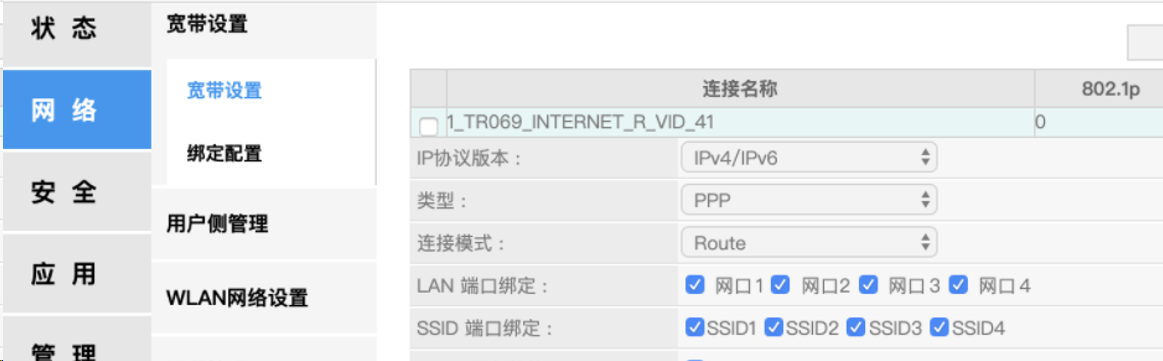 状 态
网 络
安 全
应 用
管 理
宽带设置
宽带设置
绑定配置
用户侧管理
WLAN网络设置
连接名称 802.1p
1_TR069_INTERNET_R_VID_41 0
IP协议版本： IPv4/IPv6
类型： PPP
连接模式： Route
LAN 端口绑定： 网口1 网口2 网口3 网口4
SSID 端口绑定： SSID1 SSID2 SSID3 SSID4